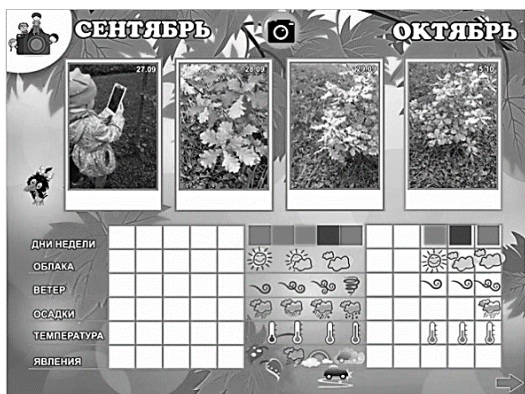 СЕНТЯБРЬ
ОКТЯБРЬ
27.09
28.09
29.09
5.10
ДНИ НЕДЕЛИ
ОБЛАКА
ВЕТЕР
ОСАДКИ
ТЕМПЕРАТУРА
ЯВЛЕНИЯ